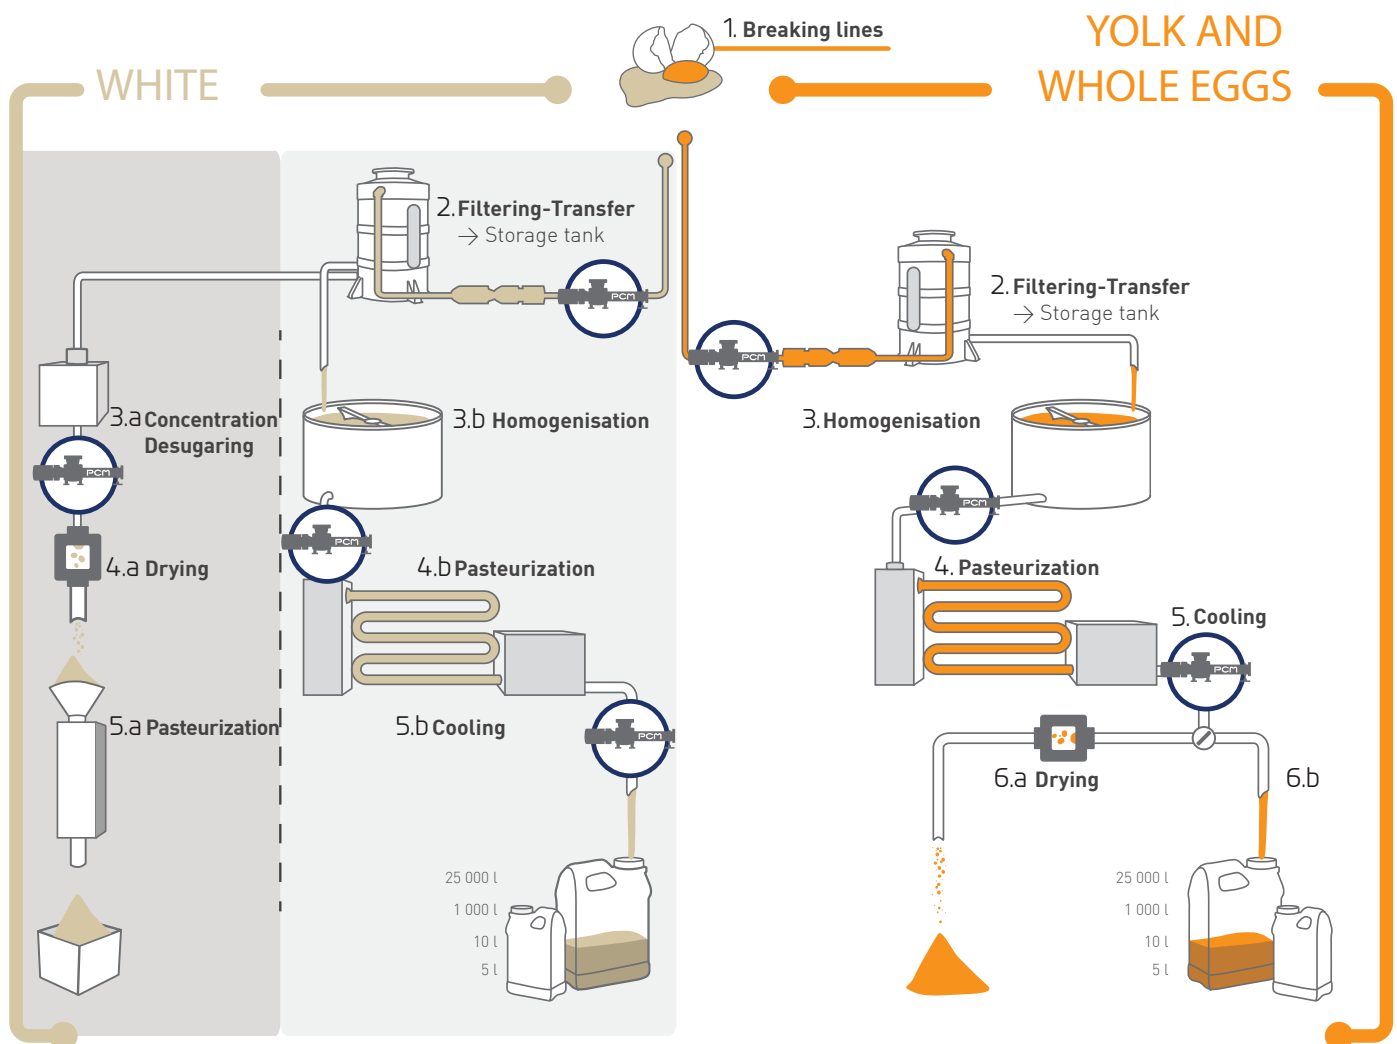 1. Breaking lines
WHITE
YOLK AND
WHOLE EGGS
2. Filtering-Transfer
→ Storage tank
PCM
3.a Concentration
Desugaring
PCM
4.a Drying
5.a Pasteurization
3.b Homogenisation
PCM
4.b Pasteurization
5.b Cooling
PCM
25 000 l
1 000 l
10 l
5 l
2. Filtering-Transfer
→ Storage tank
PCM
3. Homogenisation
PCM
4. Pasteurization
5. Cooling
PCM
6.a Drying
6.b
25 000 l
1 000 l
10 l
5 l